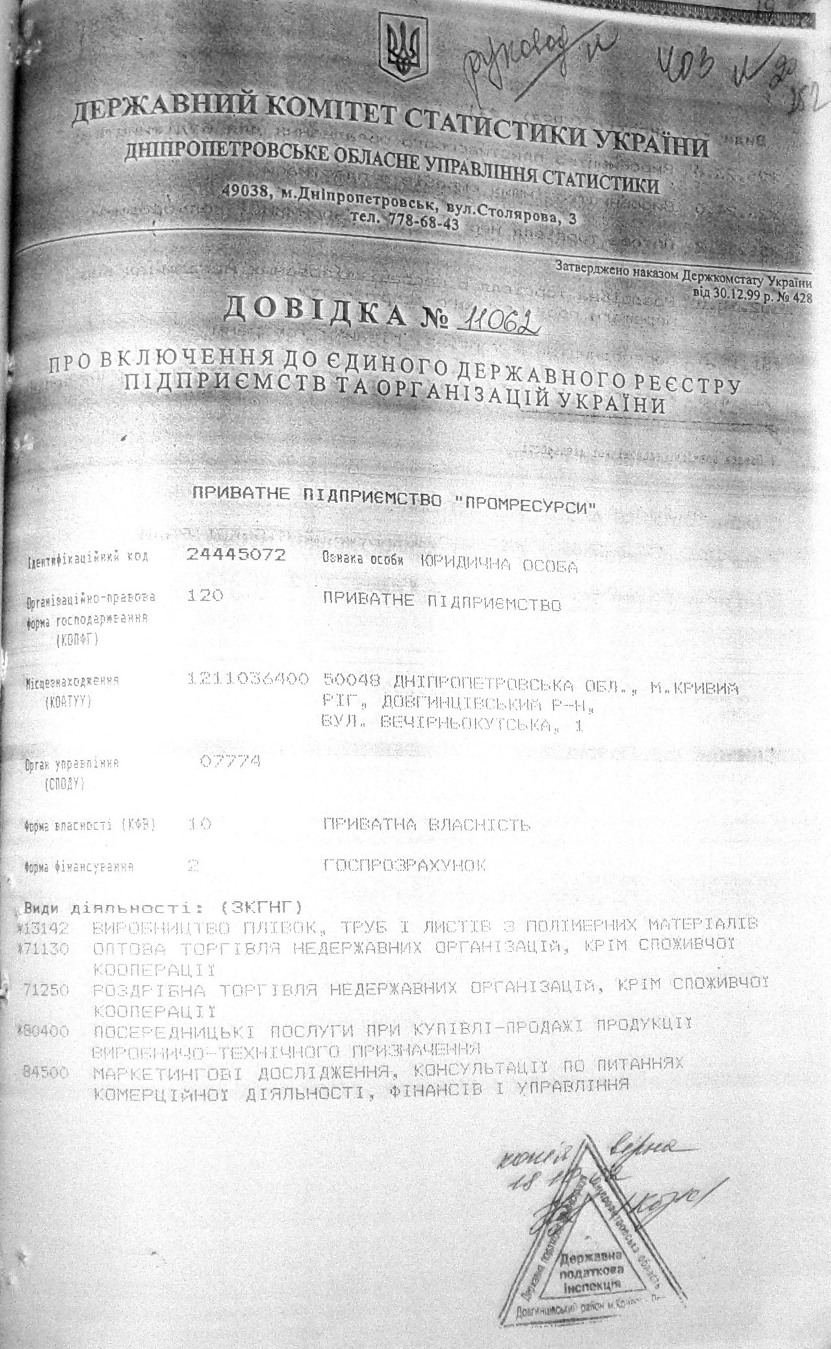 ДЕРЖАВНИЙ КОМІТЕТ СТАТИСТИКИ УКРАЇНИ
ДНІПРОПЕТРОВСЬКЕ ОБЛАСНЕ УПРАВЛІННЯ СТАТИСТИКИ
49038, м.Дніпропетровськ, вул.Столярова, 3
тел. 778-68-43
Затверджено наказом Держкомстату України
від 30.12.99 р. № 428
ДОВІДКА № 11062
ПРО ВКЛЮЧЕННЯ ДО ЄДИНОГО ДЕРЖАВНОГО РЕЄСТРУ
ПІДПРИЄМСТВ ТА ОРГАНІЗАЦІЙ УКРАЇНИ
ПРИВАТНЕ ПІДПРИЄМСТВО "ПРОМРЕСУРСИ"
Ідентифікаційний код 24445072 Ознака особи ЮРИДИЧНА ОСОБА
Організаційно-правова 120 ПРИВАТНЕ ПІДПРИЄМСТВО
форма господаривання
(КОПФГ)
Місцезнаходження 1211036400 50048 ДНІПРОПЕТРОВСЬКА ОБЛ., М.КРИВИЙ
(КОАТУУ) РІГ, ДОВГИНЦІВСЬКИЙ Р-Н,
ВУЛ. ВЕЧІРНЬОКУТСЬКА, 1
Орган управління 07774
(СПОДУ)
Форма власності (КФВ) 10 ПРИВАТНА ВЛАСНІСТЬ
Форма фінансування 2 ГОСПРОЗРАХУНОК
Види діяльності: (ЗКГНГ)
*13142 ВИРОБНИЦТВО ПЛІВОК, ТРУБ І ЛИСТІВ З ПОЛІМЕРНИХ МАТЕРІАЛІВ
*71130 ОПТОВА ТОРГІВЛЯ НЕДЕРЖАВНИХ ОРГАНІЗАЦІЙ, КРІМ СПОЖИВЧОЇ
КООПЕРАЦІЇ
71250 РОЗДРІБНА ТОРГІВЛЯ НЕДЕРЖАВНИХ ОРГАНІЗАЦІЙ, КРІМ СПОЖИВЧОЇ
КООПЕРАЦІЇ
*80400 ПОСЕРЕДНИЦЬКІ ПОСЛУГИ ПРИ КУПІВЛІ-ПРОДАЖІ ПРОДУКЦІЇ
ВИРОБНИЧО-ТЕХНІЧНОГО ПРИЗНАЧЕННЯ
84500 МАРКЕТИНГОВІ ДОСЛІДЖЕННЯ, КОНСУЛЬТАЦІЇ ПО ПИТАННЯХ
КОМЕРЦІЙНОЇ ДІЯЛЬНОСТІ, ФІНАНСІВ І УПРАВЛІННЯ
копія верна
Державна
податкова
інспекція
Довгинцівський район м.